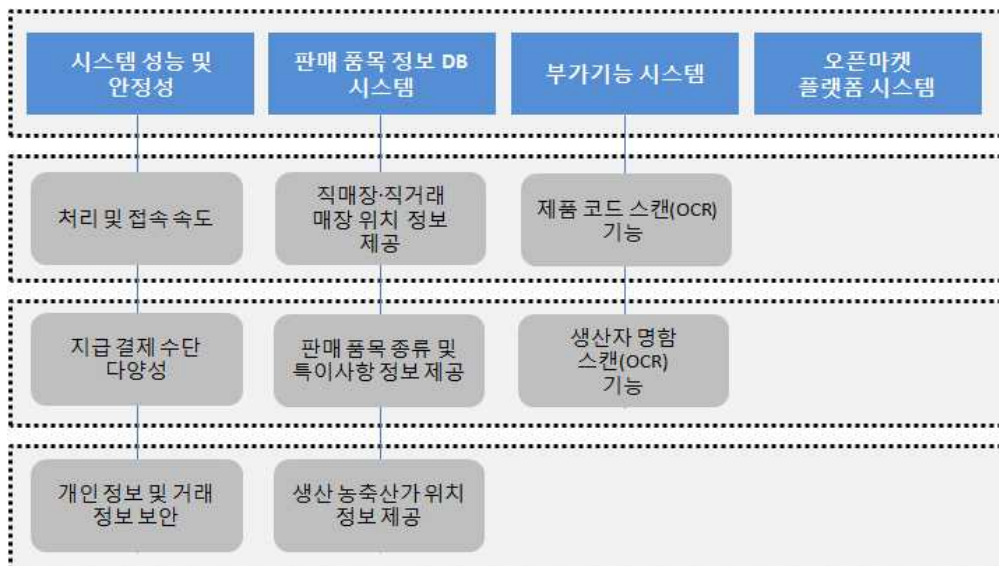 시스템 성능 및
안정성
판매 품목 정보 DB
시스템
부가기능 시스템
오픈마켓
플랫폼 시스템
처리 및 접속 속도
직매장·직거래
매장 위치 정보
제공
제품 코드 스캔(OCR)
기능
지급 결제 수단
다양성
판매 품목 종류 및
특이사항 정보 제공
생산자 명함
스캔(OCR)
기능
개인 정보 및 거래
정보 보안
생산 농축산가 위치
정보 제공